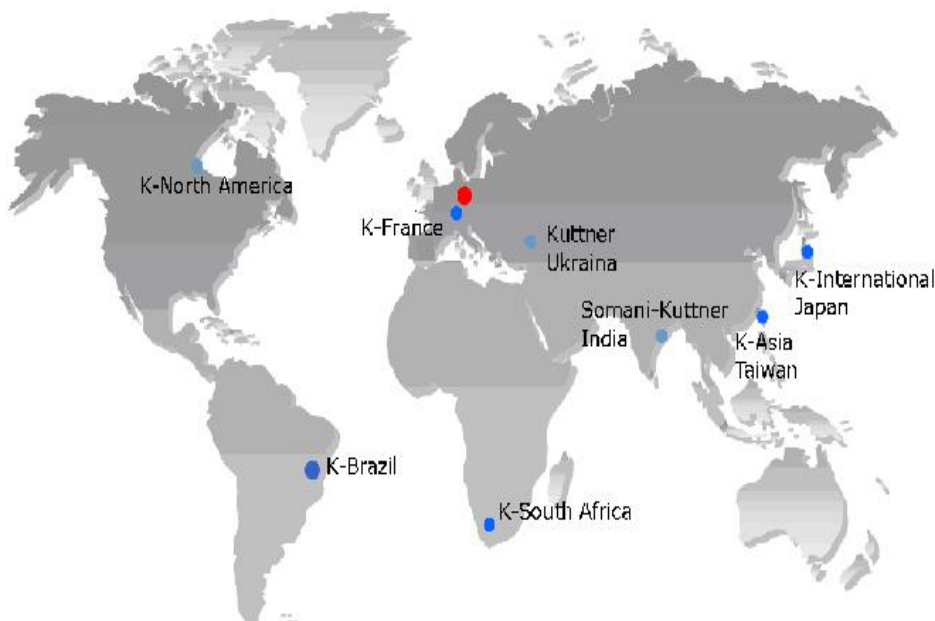 K-North America
K-France
Kuttner
Ukraina
K-International
Japan
Somani-Kuttner
India
K-Asia
Taiwan
K-Brazil
K-South Africa